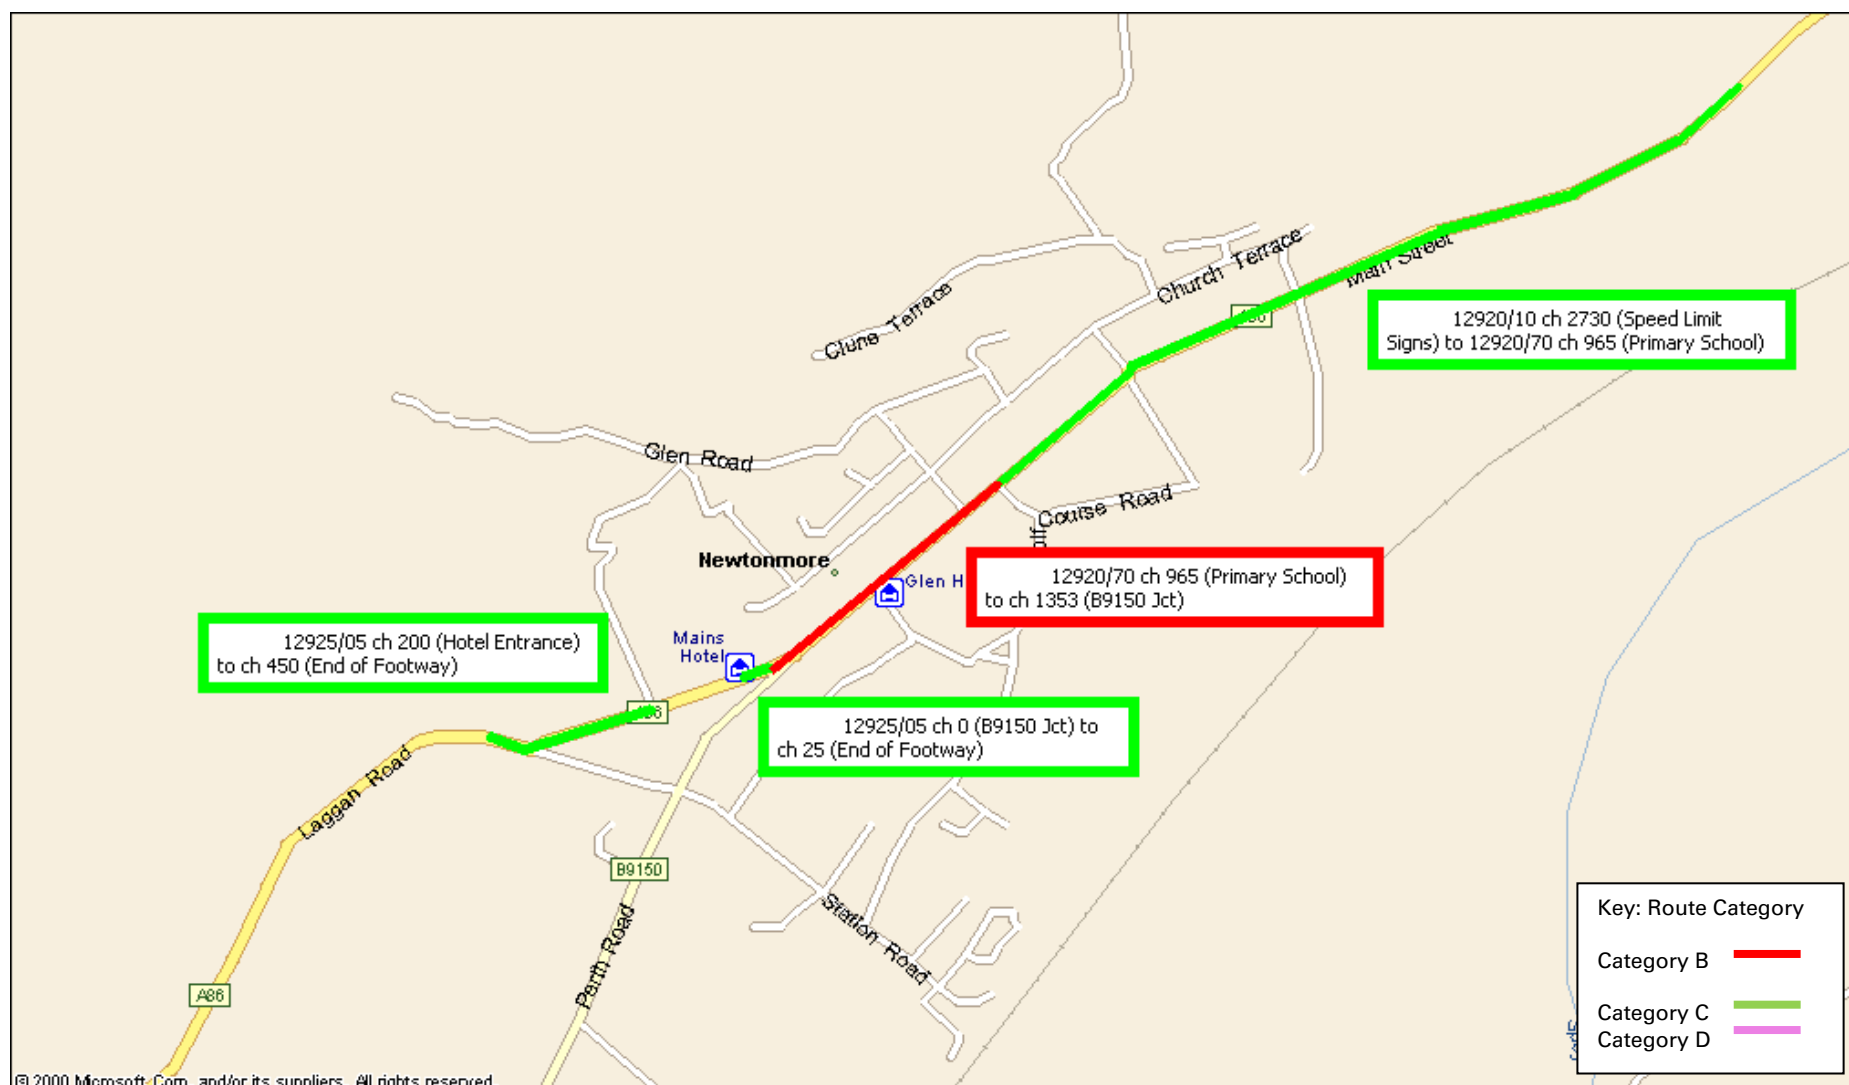 Church Terrace
Main Street
Clune Terrace
12920/10 ch 2730 (Speed Limit
Signs) to 12920/70 ch 965 (Primary School)
Glen Road
Course Road
Newtonmore
Glen H
12920/70 ch 965 (Primary School)
to ch 1353 (B9150 Jct)
12925/05 ch 200 (Hotel Entrance)
to ch 450 (End of Footway)
Mains
Hotel
12925/05 ch 0 (B9150 Jct) to
ch 25 (End of Footway)
Laggan Road
B9150
Station Road
Perth Road
A86
Key: Route Category
Category B
Category C
Category D
© 2000 Microsoft Corp. and/or its suppliers. All rights reserved.